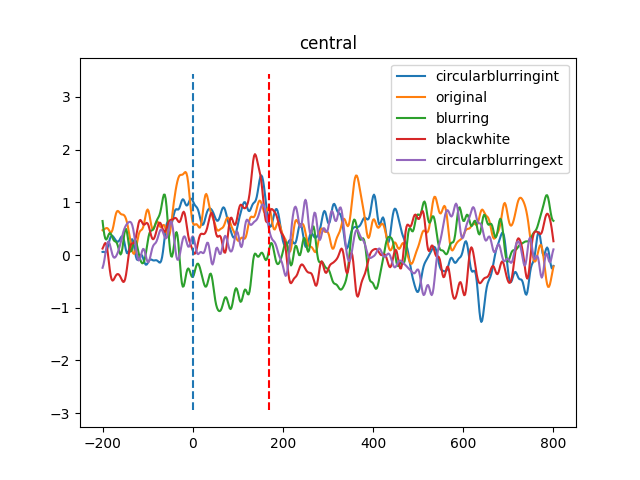 central
circularblurringint
original
blurring
blackwhite
circularblurringext
3
2
1
0
−1
−2
−3
−200 0 200 400 600 800